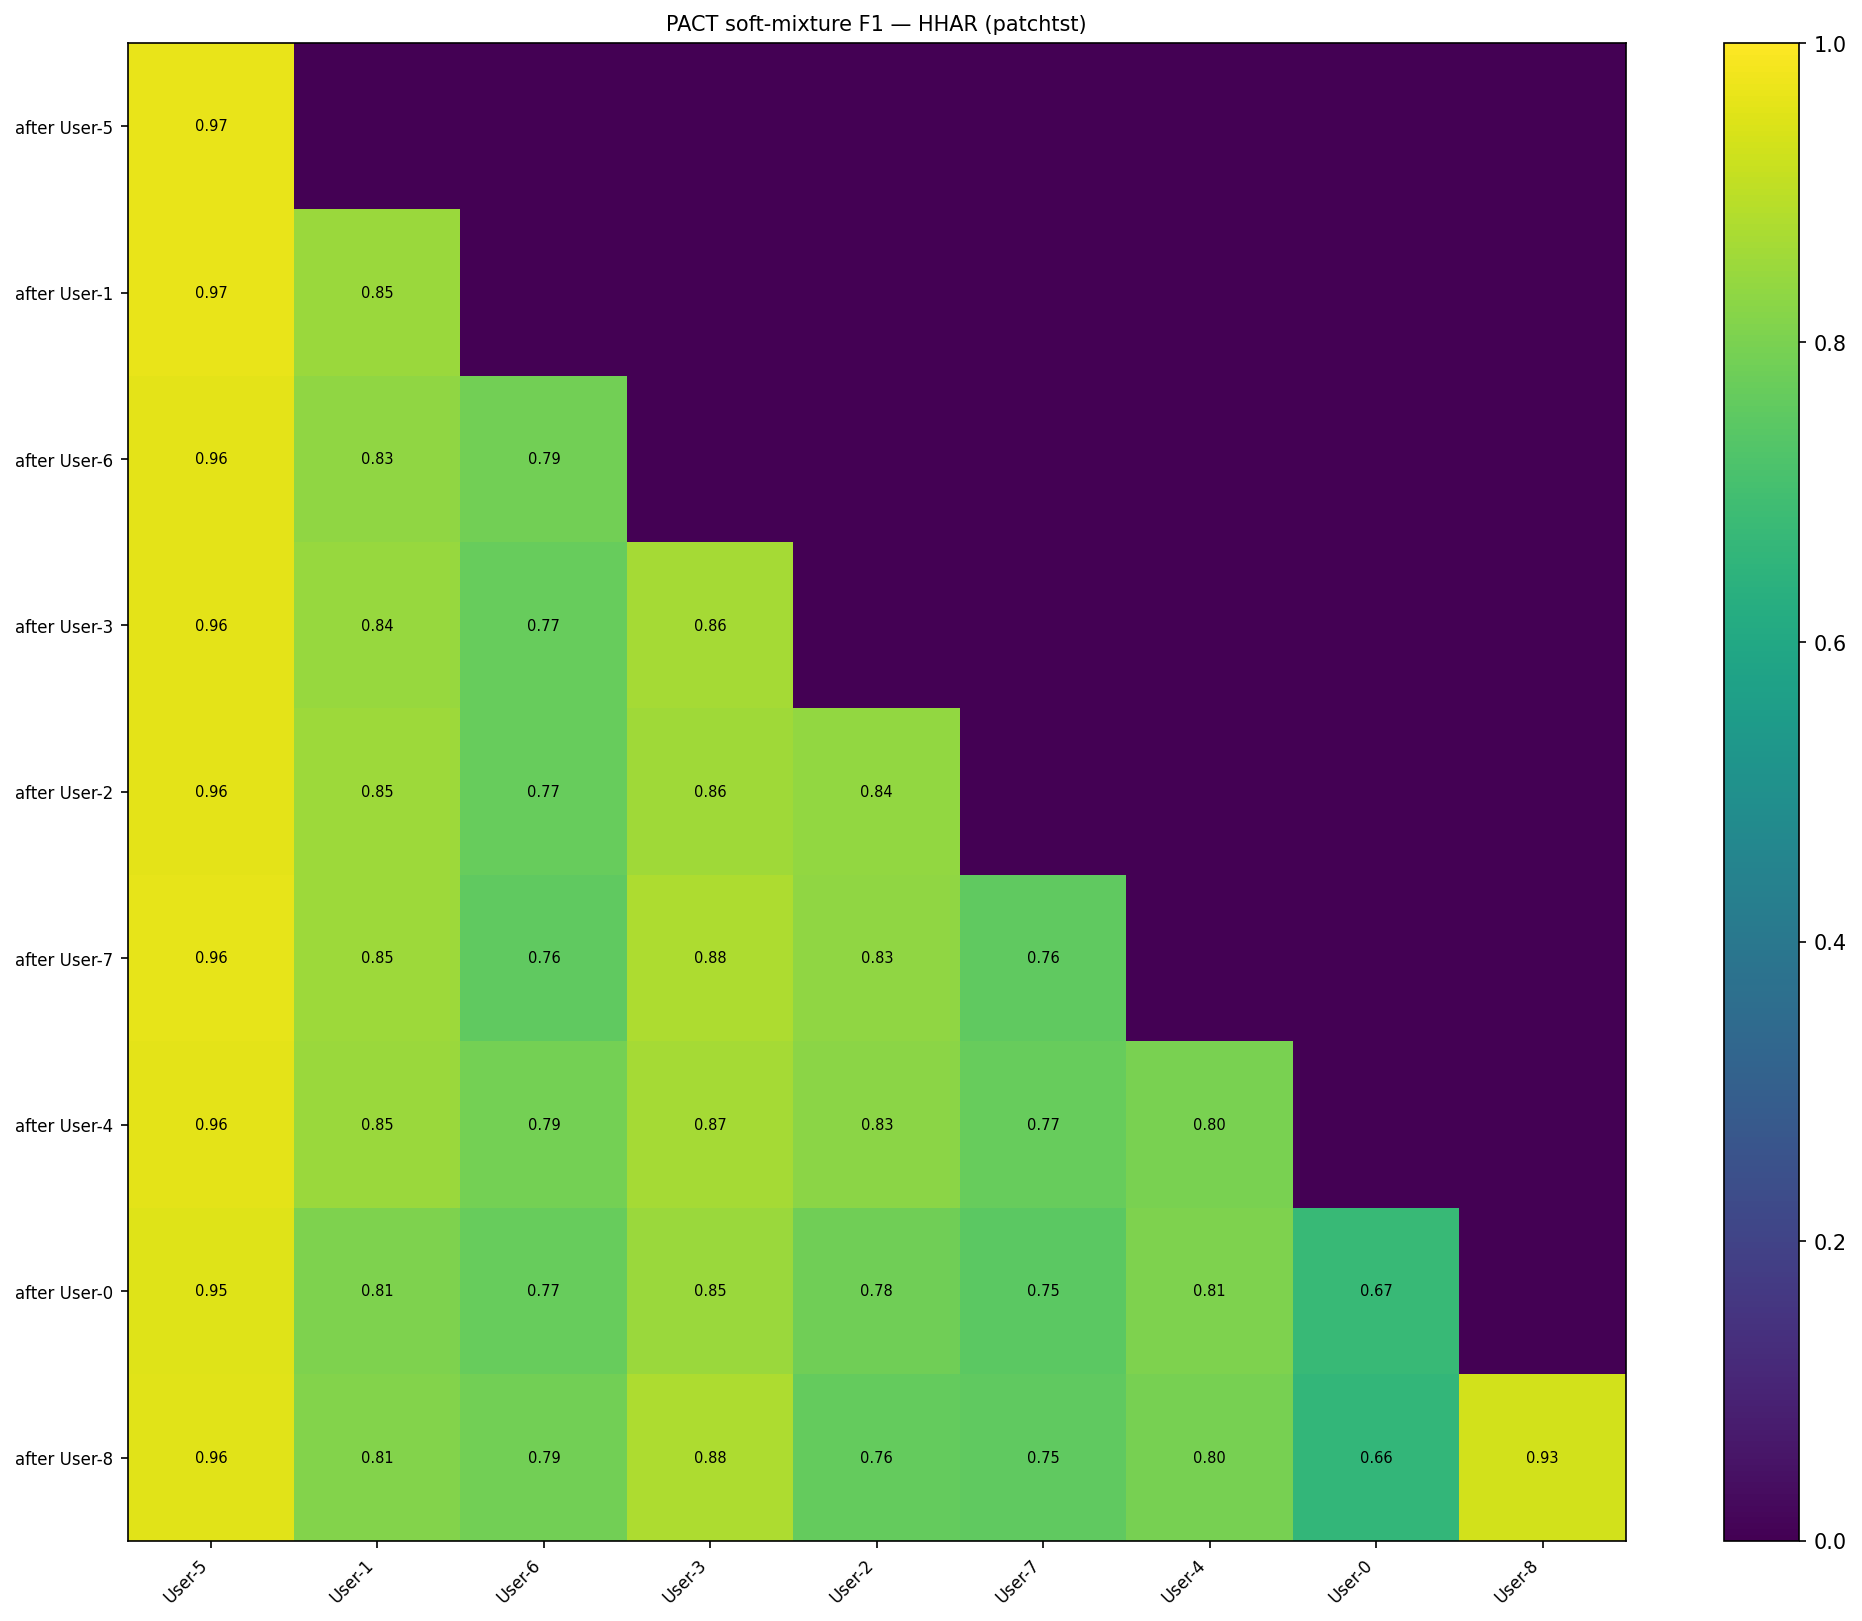 PACT soft-mixture F1 — HHAR (patchtst)
after User-5 0.97
after User-1 0.97 0.85
after User-6 0.96 0.83 0.79
after User-3 0.96 0.84 0.77 0.86
after User-2 0.96 0.85 0.77 0.86 0.84
after User-7 0.96 0.85 0.76 0.88 0.83 0.76
after User-4 0.96 0.85 0.79 0.87 0.83 0.77 0.80
after User-0 0.95 0.81 0.77 0.85 0.78 0.75 0.81 0.67
after User-8 0.96 0.81 0.79 0.88 0.76 0.75 0.80 0.66 0.93
User-5 User-1 User-6 User-3 User-2 User-7 User-4 User-0 User-8
1.0
0.8
0.6
0.4
0.2
0.0